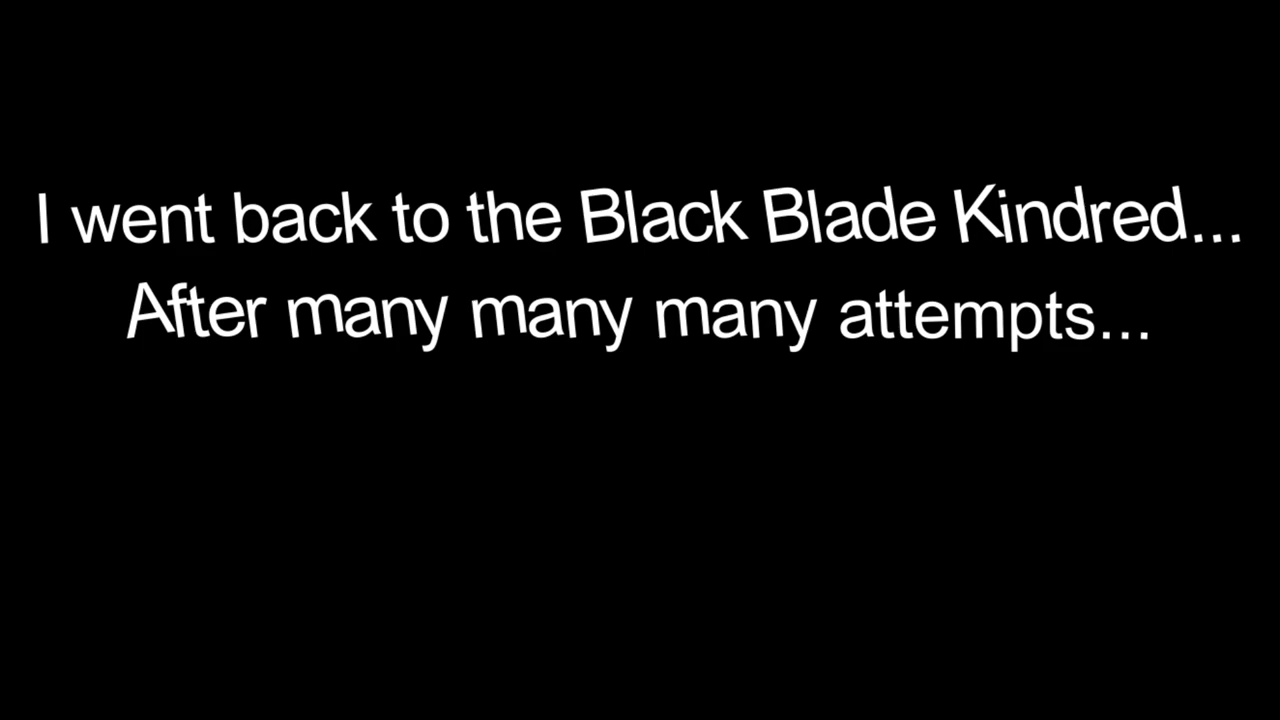 I went back to the Black Blade Kindred...
After many many many attempts...